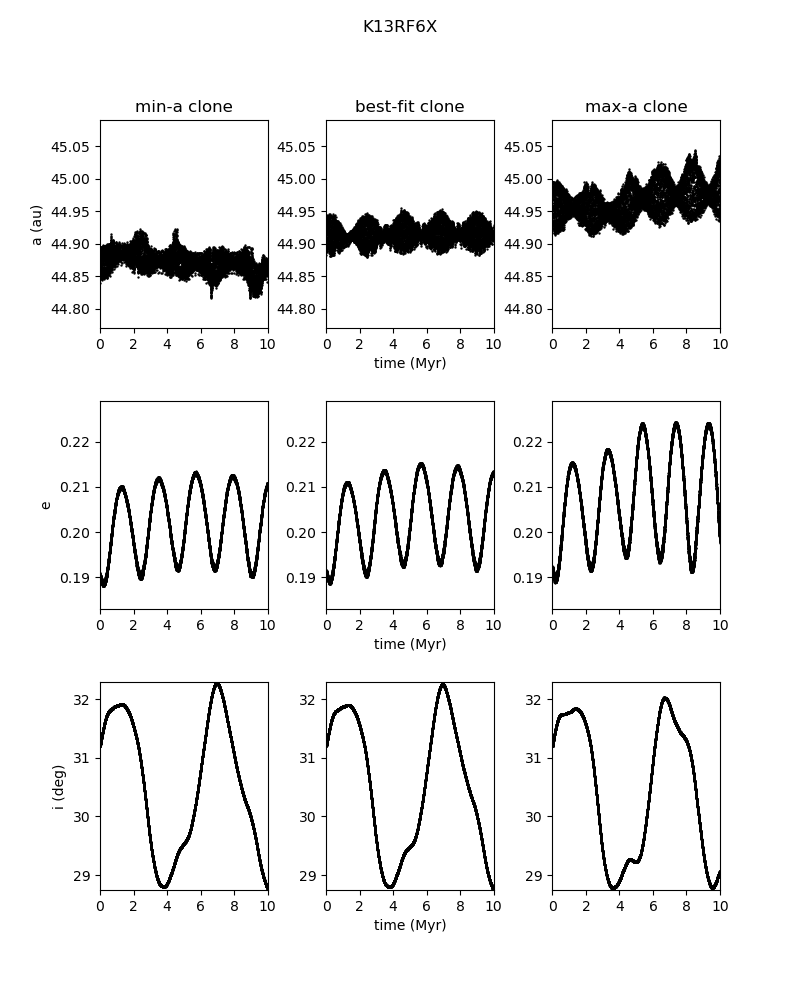 K13RF6X
min-a clone best-fit clone max-a clone
45.05 45.05 45.05
45.00 45.00 45.00
44.95 44.95 44.95
a (au)
44.90 44.90 44.90
44.85 44.85 44.85
44.80 44.80 44.80
0 2 4 6 8 10 0 2 4 6 8 10 0 2 4 6 8 10
time (Myr)
0.22 0.22 0.22
0.21 0.21 0.21
e
0.20 0.20 0.20
0.19 0.19 0.19
0 2 4 6 8 10 0 2 4 6 8 10 0 2 4 6 8 10
time (Myr)
32 32 32
31 31 31
i (deg)
30 30 30
29 29 29
0 2 4 6 8 10 0 2 4 6 8 10 0 2 4 6 8 10
time (Myr)